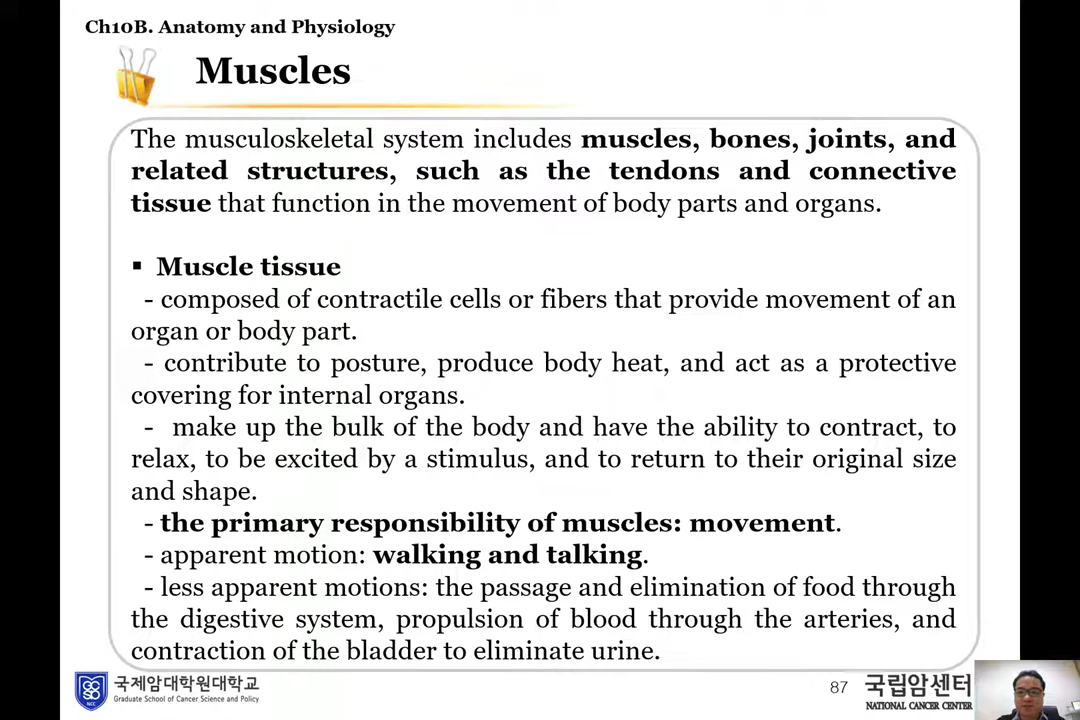 Ch10B. Anatomy and Physiology
Muscles
The musculoskeletal system includes muscles, bones, joints, and
related structures, such as the tendons and connective
tissue that function in the movement of body parts and organs.
▪ Muscle tissue
- composed of contractile cells or fibers that provide movement of an
organ or body part.
- contribute to posture, produce body heat, and act as a protective
covering for internal organs.
- make up the bulk of the body and have the ability to contract, to
relax, to be excited by a stimulus, and to return to their original size
and shape.
- the primary responsibility of muscles: movement.
- apparent motion: walking and talking.
- less apparent motions: the passage and elimination of food through
the digestive system, propulsion of blood through the arteries, and
contraction of the bladder to eliminate urine.
국제암대학원대학교
Graduate School of Cancer Science and Policy
NCC
87
국립암센터
NATIONAL CANCER CENTER